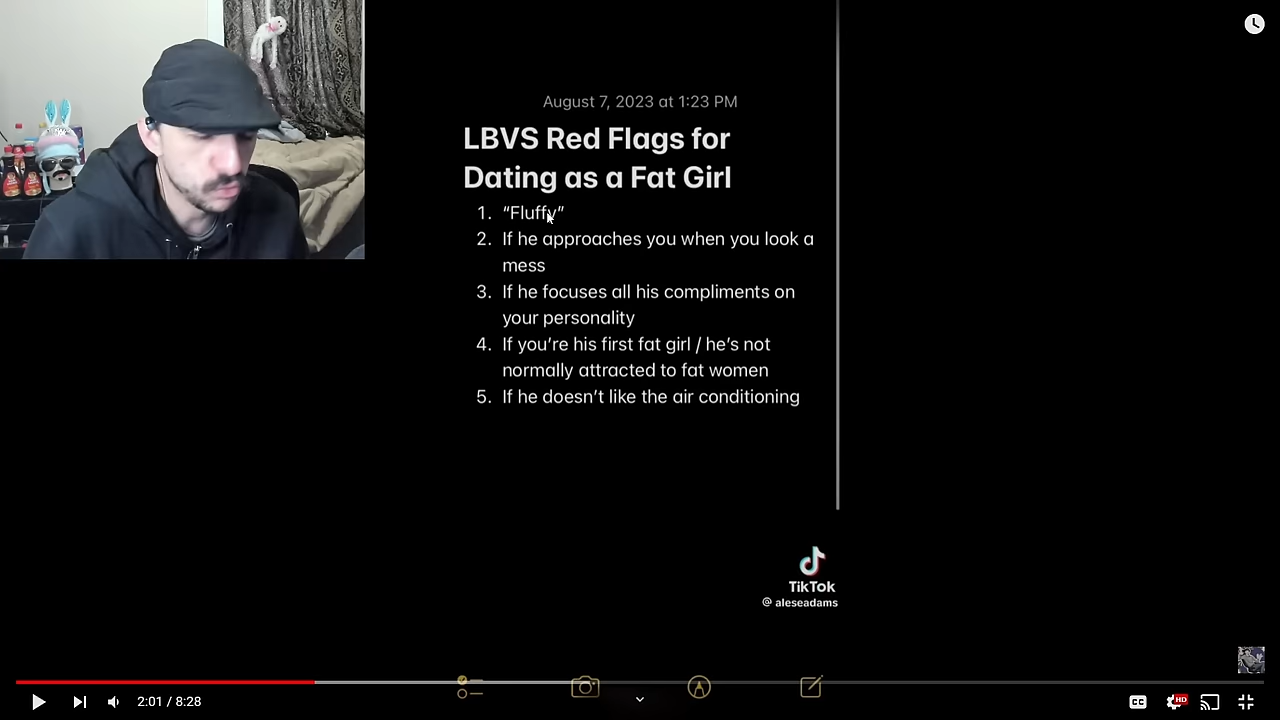 August 7, 2023 at 1:23 PM
LBVS Red Flags for
Dating as a Fat Girl
1. “Fluffy”
2. If he approaches you when you look a
mess
3. If he focuses all his compliments on
your personality
4. If you’re his first fat girl / he’s not
normally attracted to fat women
5. If he doesn’t like the air conditioning
TikTok
@ aleseadams
2:01 / 8:28
CC
HD